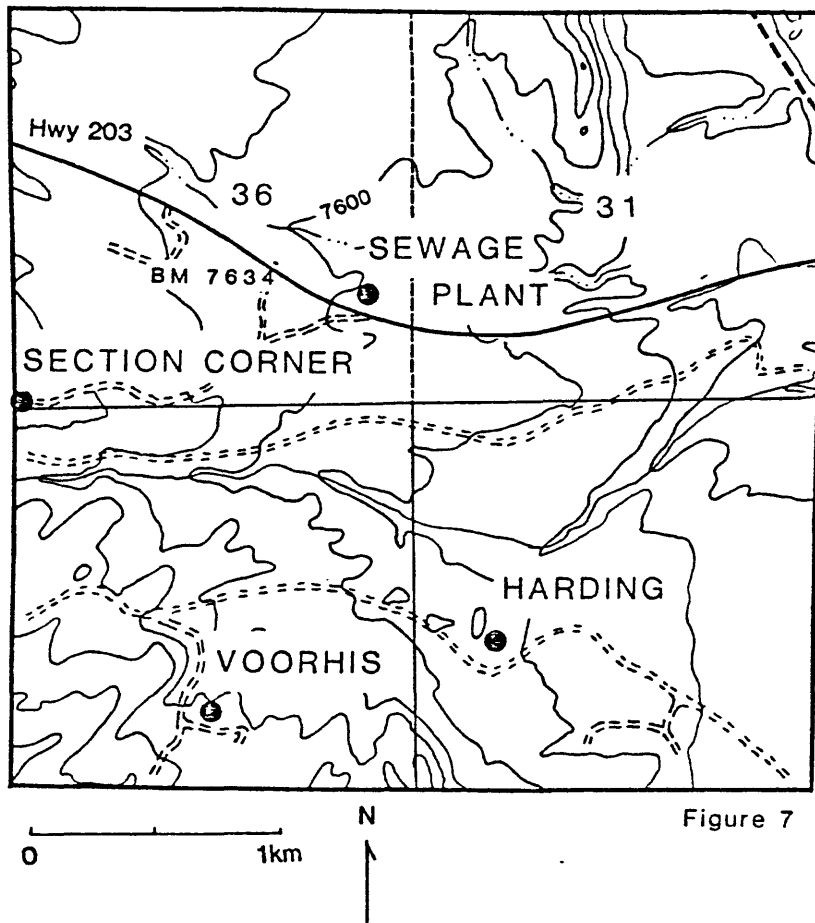 Hwy 203
36
7600
31
SEWAGE
PLANT
BM 7634
SECTION CORNER
HARDING
VOORHIS
N
Figure 7
0 1km